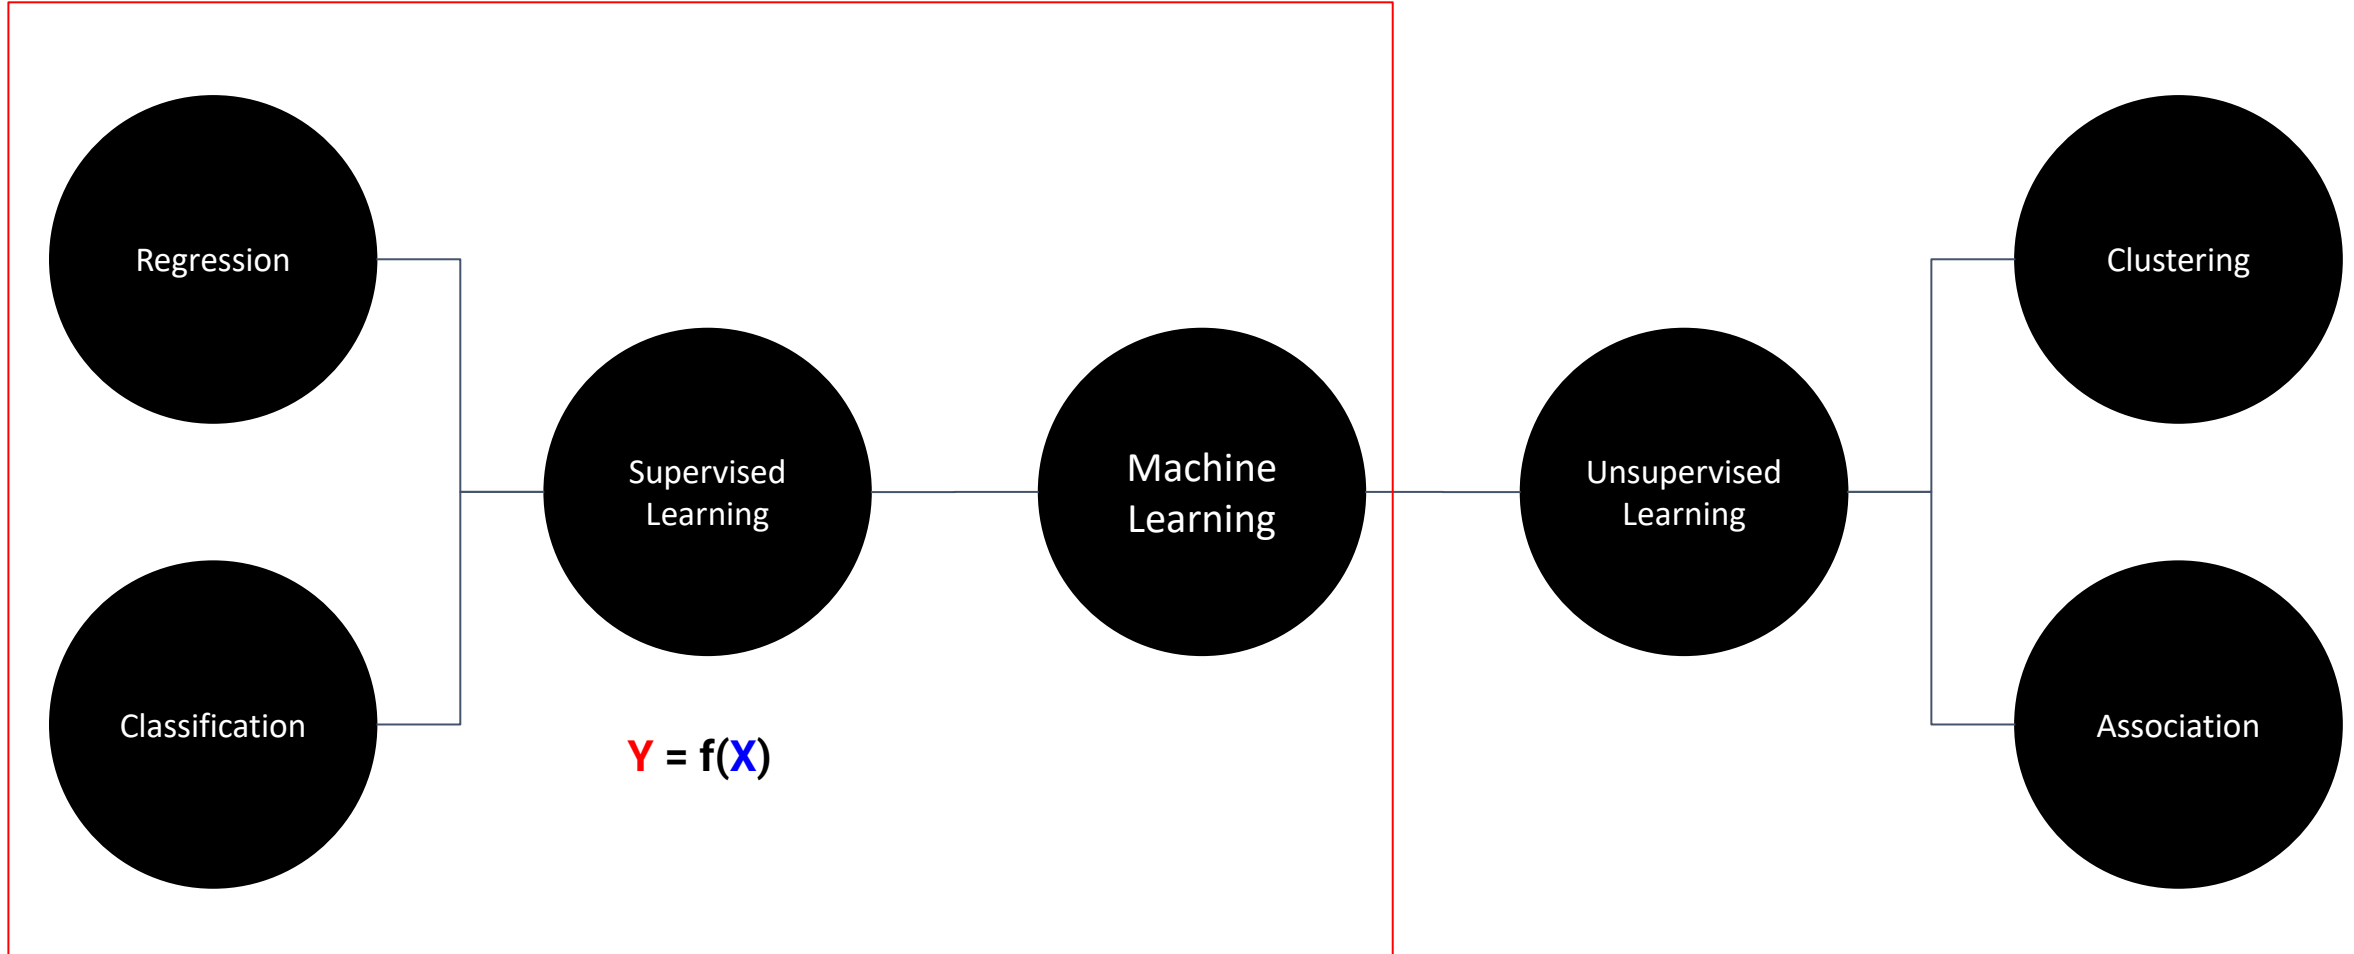 Regression
Clustering
Supervised
Learning
Machine
Learning
Unsupervised
Learning
Classification
Association
Y = f(X)